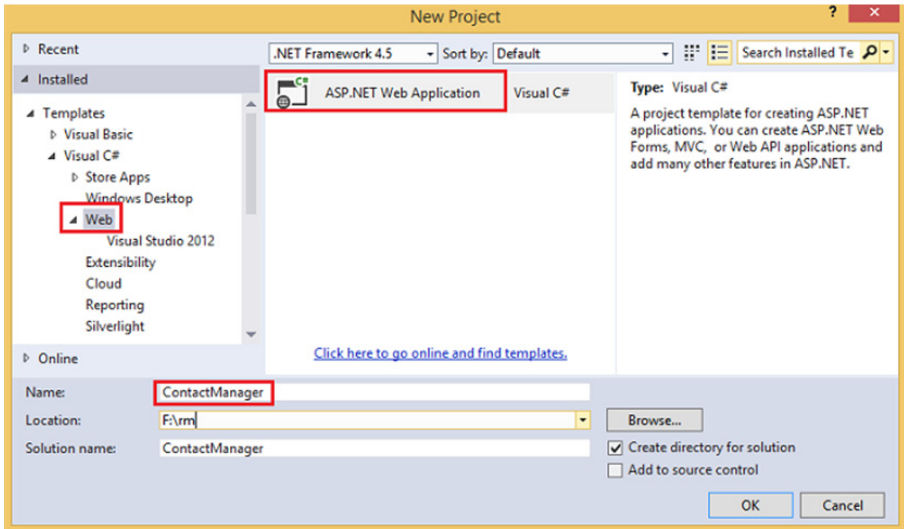 New Project
?
Recent
.NET Framework 4.5
Sort by: Default
Search Installed Te
Installed
Templates
Visual Basic
Visual C#
Store Apps
Windows Desktop
Web
Visual Studio 2012
Extensibility
Cloud
Reporting
Silverlight
Online
C#
ASP.NET Web Application
Visual C#
Click here to go online and find templates.
Type: Visual C#
A project template for creating ASP.NET
applications. You can create ASP.NET Web
Forms, MVC, or Web API applications and
add many other features in ASP.NET.
Name: ContactManager
Location: F:\rm
Browse...
Solution name: ContactManager
Create directory for solution
Add to source control
OK
Cancel